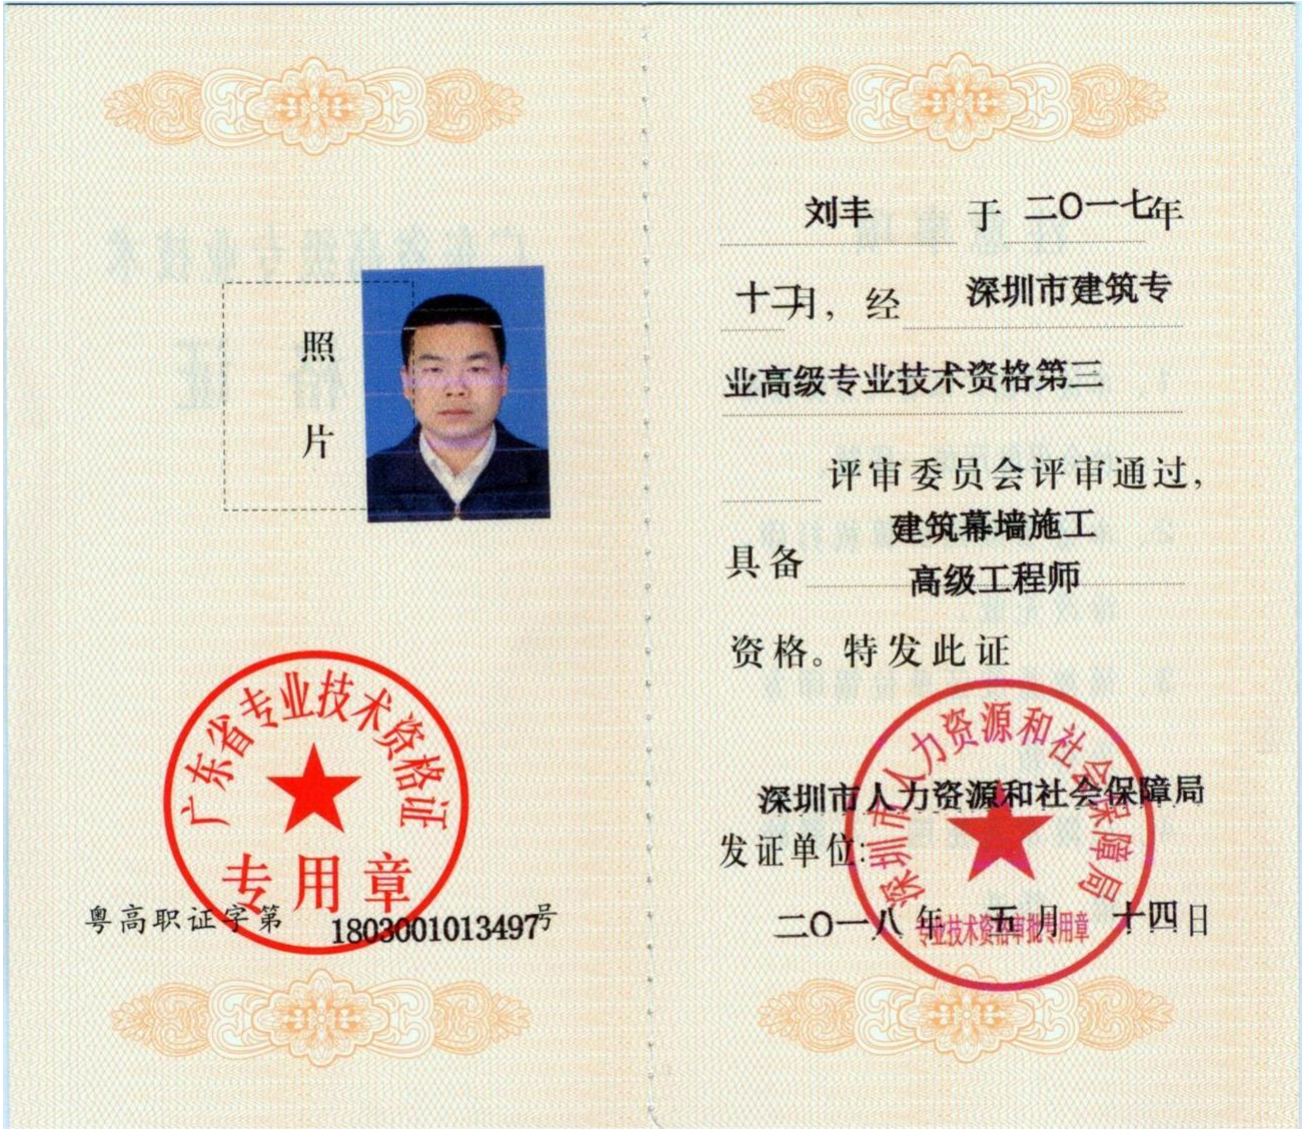 照
片
广东省专业技术资格证
专用章
粤高职证字第 1803001013497号
刘丰 于 二〇一七年
十二月，经 深圳市建筑专
业高级专业技术资格第三
评审委员会评审通过，
建筑幕墙施工
具备
高级工程师
资格。特发此证
深圳市人力资源和社会保障局
深圳市人力资源和社会保障局
发证单位：
二〇一八年 五月 十四日
专业技术资格审批专用章